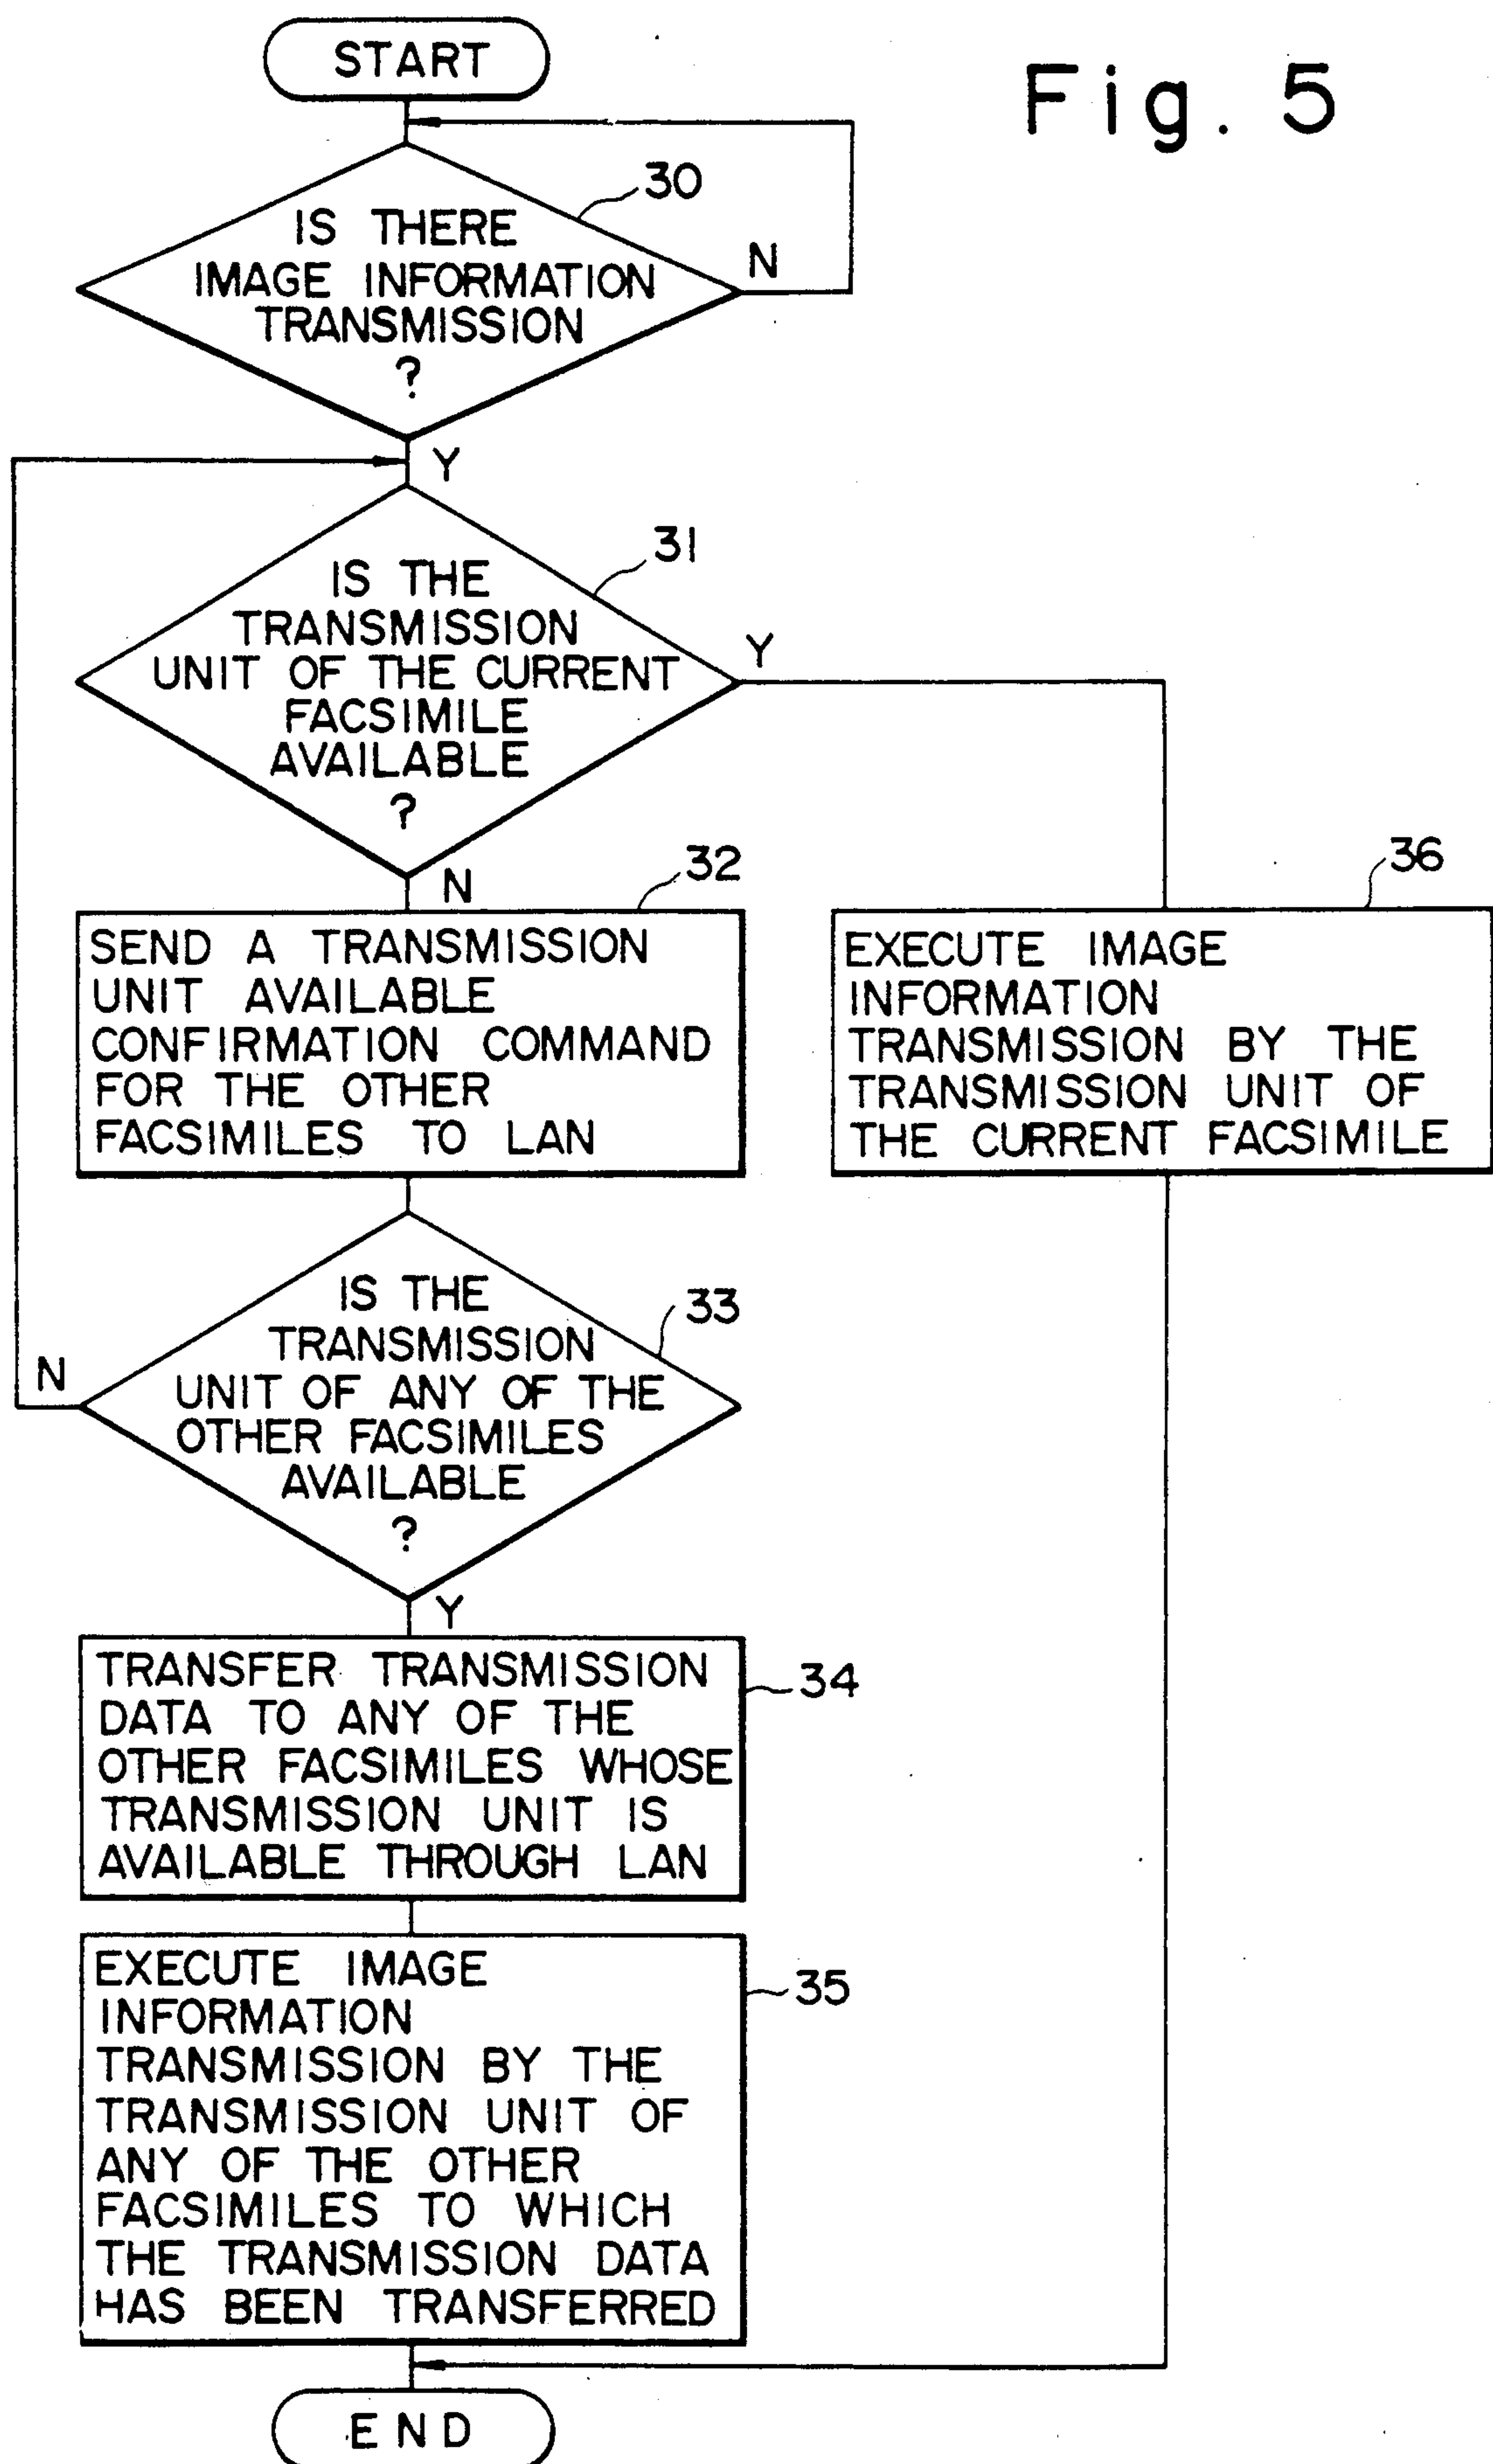 START
Fig. 5
30
IS THERE
IMAGE INFORMATION
TRANSMISSION
?
N
Y
31
IS THE
TRANSMISSION
UNIT OF THE CURRENT
FACSIMILE
AVAILABLE
?
Y
N
32
SEND A TRANSMISSION
UNIT AVAILABLE
CONFIRMATION COMMAND
FOR THE OTHER
FACSIMILES TO LAN
36
EXECUTE IMAGE
INFORMATION
TRANSMISSION BY THE
TRANSMISSION UNIT OF
THE CURRENT FACSIMILE
33
IS THE
TRANSMISSION
UNIT OF ANY OF THE
OTHER FACSIMILES
AVAILABLE
?
N
Y
34
TRANSFER TRANSMISSION
DATA TO ANY OF THE
OTHER FACSIMILES WHOSE
TRANSMISSION UNIT IS
AVAILABLE THROUGH LAN
35
EXECUTE IMAGE
INFORMATION
TRANSMISSION BY THE
TRANSMISSION UNIT OF
ANY OF THE OTHER
FACSIMILES TO WHICH
THE TRANSMISSION DATA
HAS BEEN TRANSFERRED
END